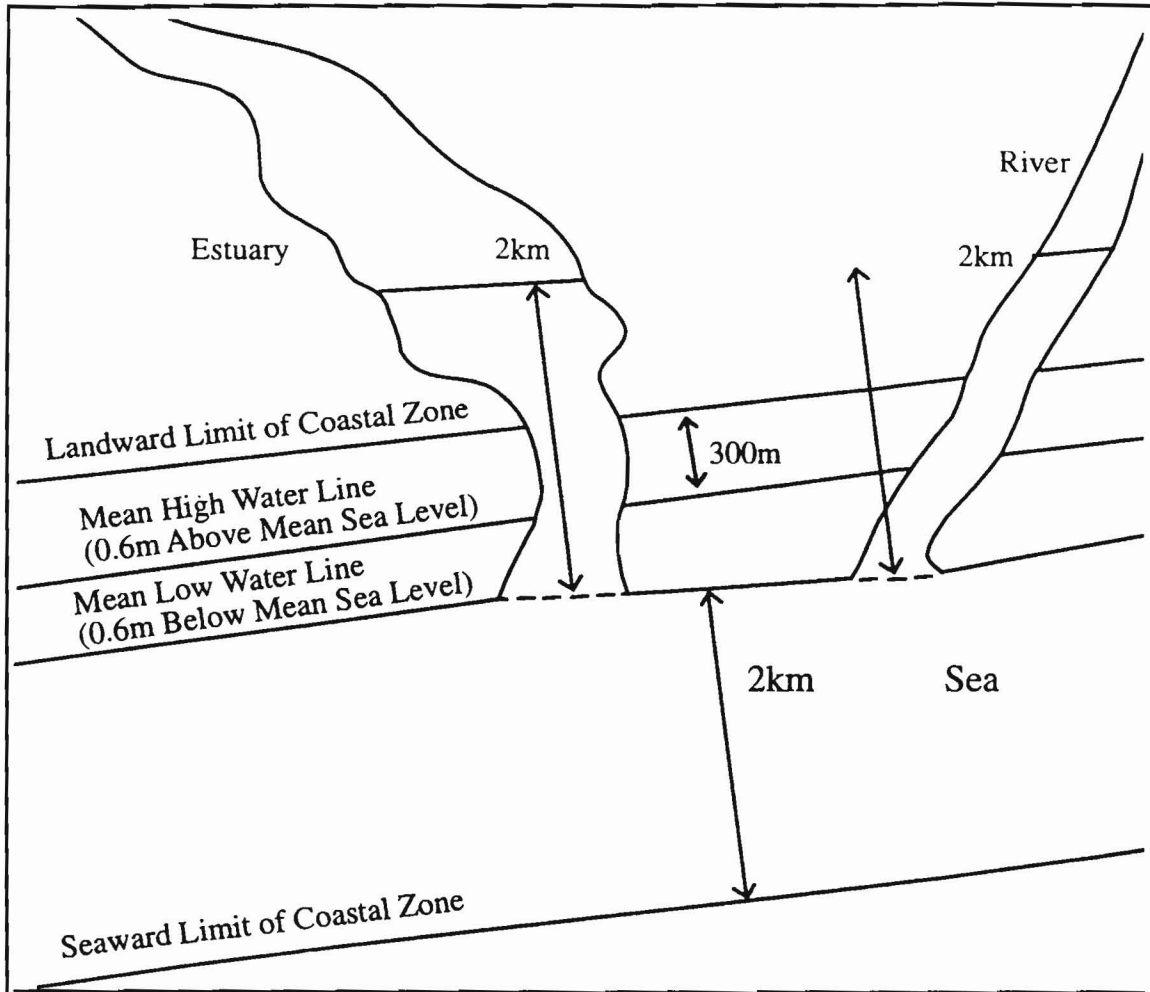 River
Estuary
2km
2km
Landward Limit of Coastal Zone
300m
Mean High Water Line
(0.6m Above Mean Sea Level)
Mean Low Water Line
(0.6m Below Mean Sea Level)
2km
Sea
Seaward Limit of Coastal Zone